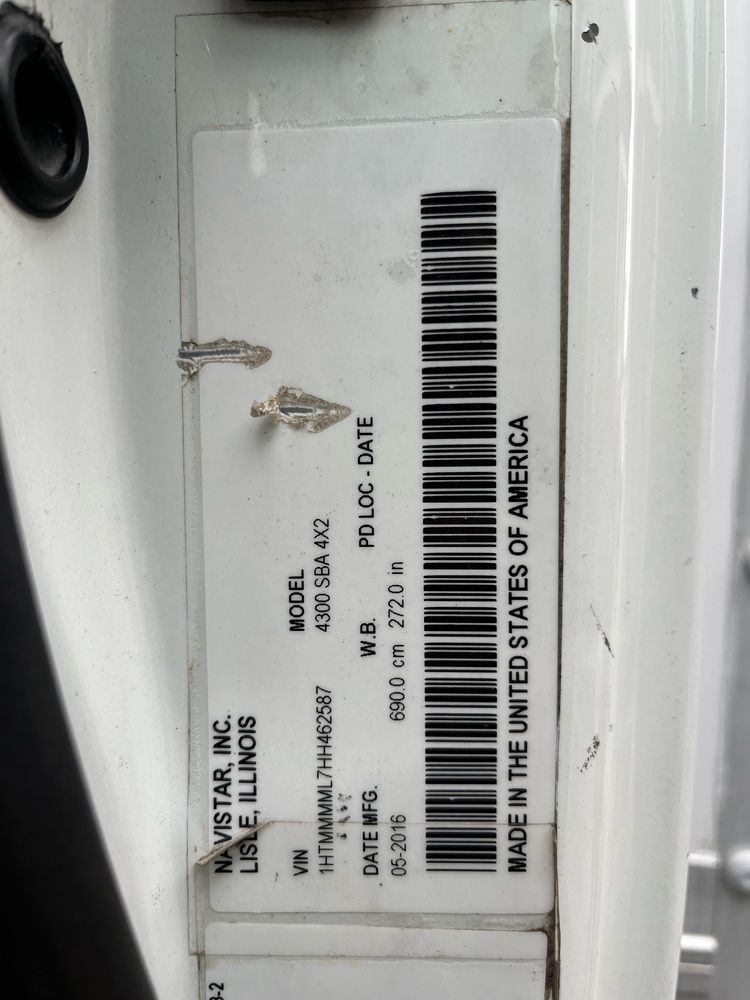 NAVISTAR, INC.
LISLE, ILLINOIS
VIN MODEL
1HTMMMML7HH462587 4300 SBA 4X2
DATE MFG. W.B. PD LOC - DATE
05-2016 690.0 cm 272.0 in
MADE IN THE UNITED STATES OF AMERICA